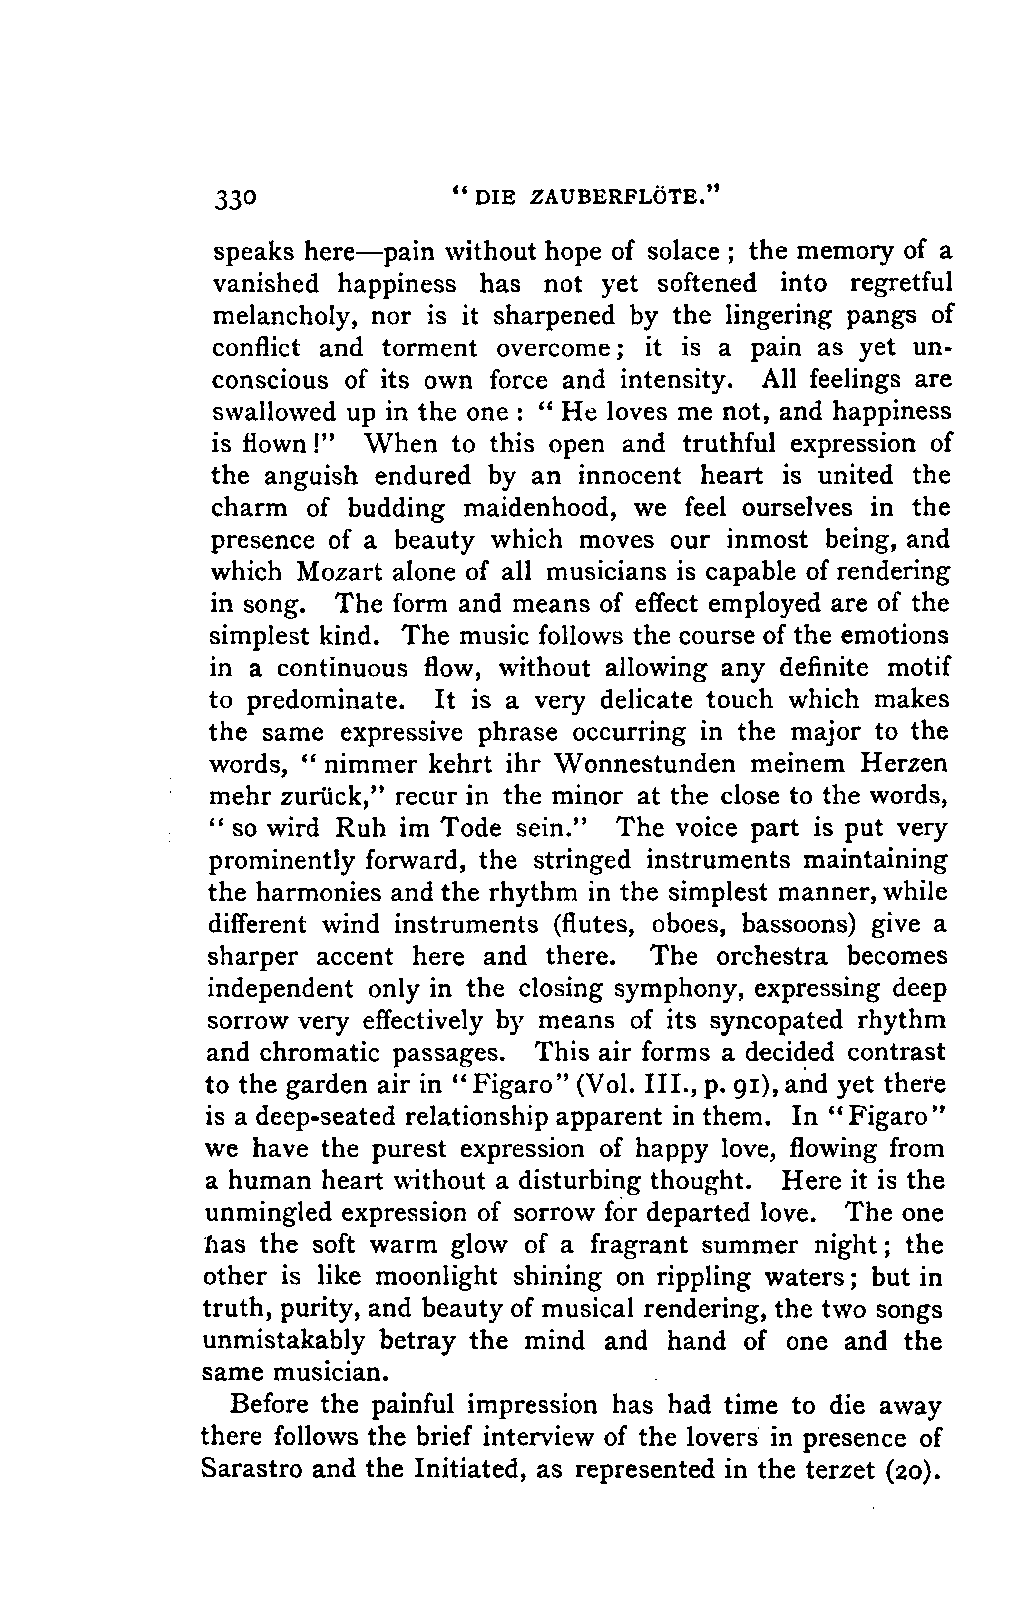 330 “ DIE ZAUBERFLÖTE.”
speaks here—pain without hope of solace ; the memory of a
vanished happiness has not yet softened into regretful
melancholy, nor is it sharpened by the lingering pangs of
conflict and torment overcome ; it is a pain as yet un-
conscious of its own force and intensity. All feelings are
swallowed up in the one : “ He loves me not, and happiness
is flown !” When to this open and truthful expression of
the anguish endured by an innocent heart is united the
charm of budding maidenhood, we feel ourselves in the
presence of a beauty which moves our inmost being, and
which Mozart alone of all musicians is capable of rendering
in song. The form and means of effect employed are of the
simplest kind. The music follows the course of the emotions
in a continuous flow, without allowing any definite motif
to predominate. It is a very delicate touch which makes
the same expressive phrase occurring in the major to the
words, “ nimmer kehrt ihr Wonnestunden meinem Herzen
mehr zurück,” recur in the minor at the close to the words,
“ so wird Ruh im Tode sein.” The voice part is put very
prominently forward, the stringed instruments maintaining
the harmonies and the rhythm in the simplest manner, while
different wind instruments (flutes, oboes, bassoons) give a
sharper accent here and there. The orchestra becomes
independent only in the closing symphony, expressing deep
sorrow very effectively by means of its syncopated rhythm
and chromatic passages. This air forms a decided contrast
to the garden air in “Figaro” (Vol. III., p. 91), and yet there
is a deep-seated relationship apparent in them. In “Figaro”
we have the purest expression of happy love, flowing from
a human heart without a disturbing thought. Here it is the
unmingled expression of sorrow for departed love. The one
has the soft warm glow of a fragrant summer night ; the
other is like moonlight shining on rippling waters ; but in
truth, purity, and beauty of musical rendering, the two songs
unmistakably betray the mind and hand of one and the
same musician.
Before the painful impression has had time to die away
there follows the brief interview of the lovers in presence of
Sarastro and the Initiated, as represented in the terzet (20).